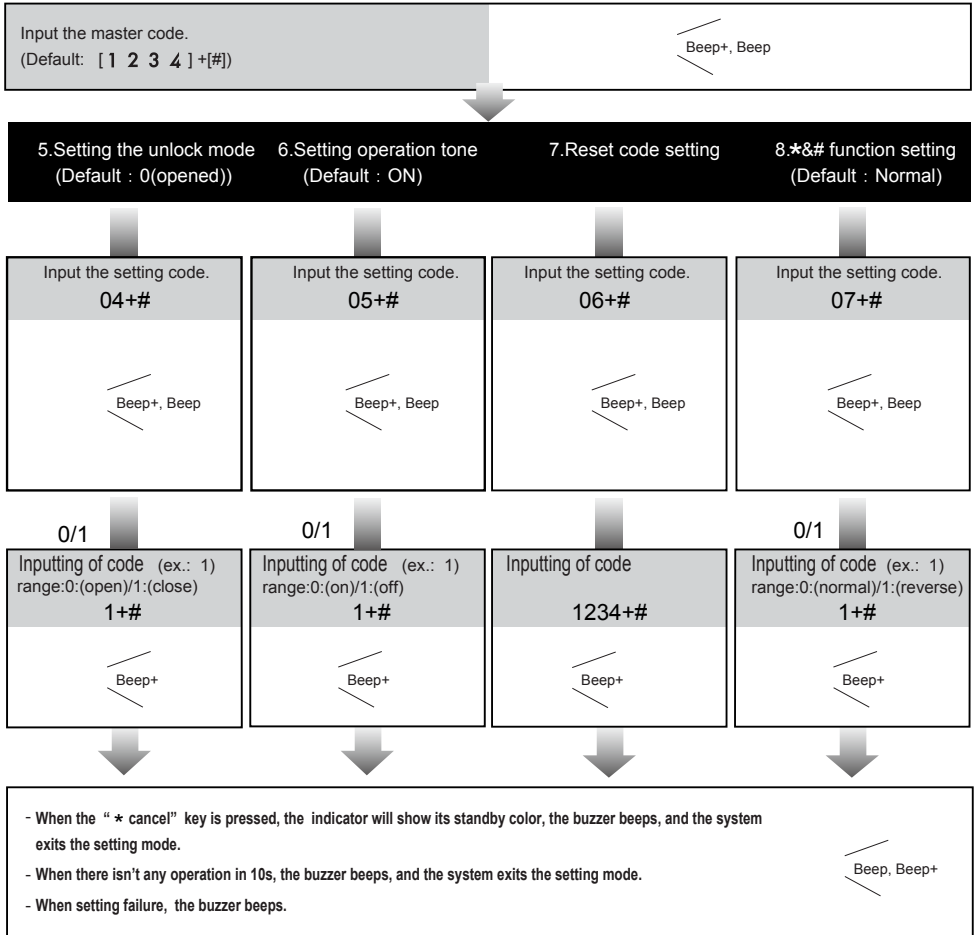 Input the master code.
(Default: [ 1 2 3 4 ] +[#])
Beep+, Beep
5.Setting the unlock mode
(Default : 0(opened))
6.Setting operation tone
(Default : ON)
7.Reset code setting
8.*&# function setting
(Default : Normal)
Input the setting code.
04+#
Beep+, Beep
Input the setting code.
05+#
Beep+, Beep
Input the setting code.
06+#
Beep+, Beep
Input the setting code.
07+#
Beep+, Beep
0/1
Inputting of code (ex.: 1)
range:0:(open)/1:(close)
1+#
Beep+
0/1
Inputting of code (ex.: 1)
range:0:(on)/1:(off)
1+#
Beep+
Inputting of code
1234+#
Beep+
0/1
Inputting of code (ex.: 1)
range:0:(normal)/1:(reverse)
1+#
Beep+
- When the “ * cancel” key is pressed, the indicator will show its standby color, the buzzer beeps, and the system
exits the setting mode.
- When there isn’t any operation in 10s, the buzzer beeps, and the system exits the setting mode.
- When setting failure, the buzzer beeps.
Beep, Beep+